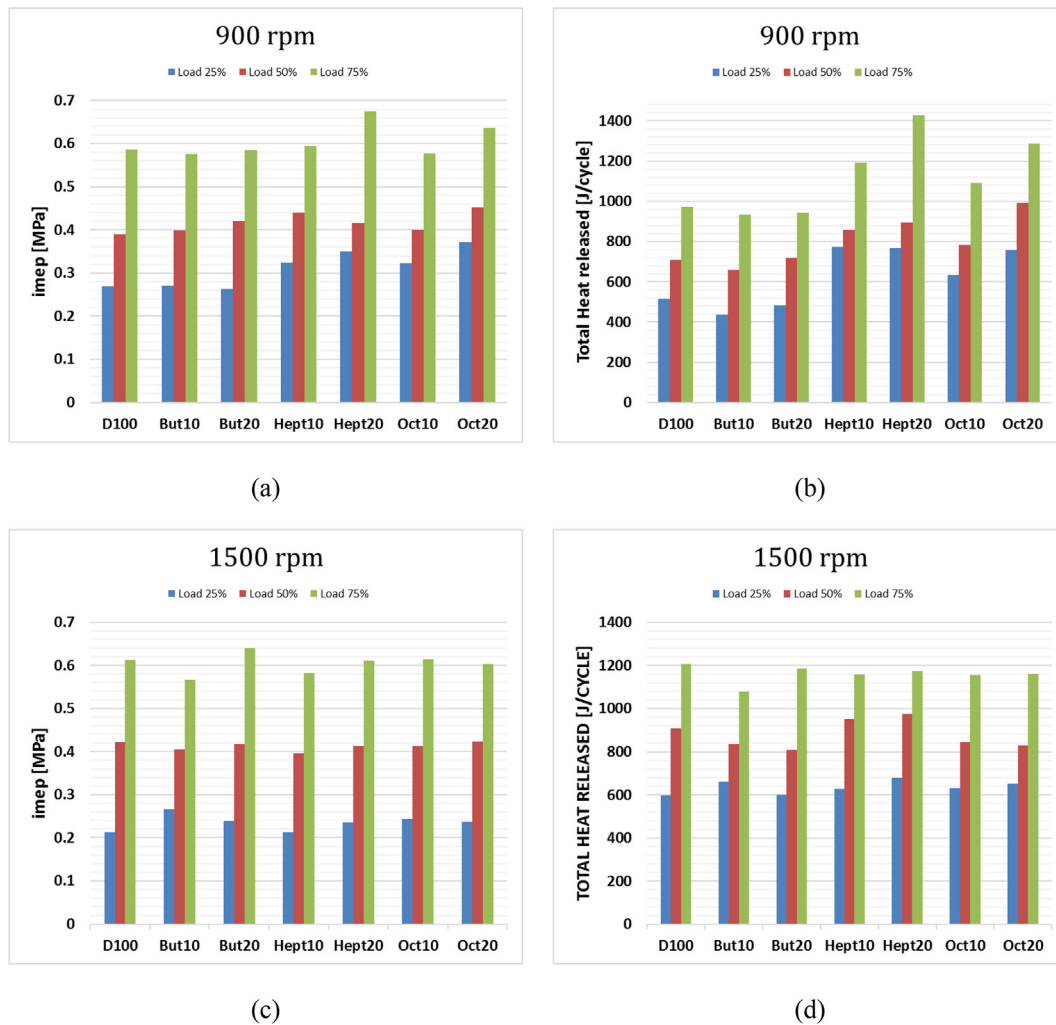 900 rpm
Load 25% Load 50% Load 75%
imep [MPa]
0.7
0.6
0.5
0.4
0.3
0.2
0.1
0
D100 But10 But20 Hept10 Hept20 Oct10 Oct20
(a)
900 rpm
Load 25% Load 50% Load 75%
Total Heat released [J/cycle]
1400
1200
1000
800
600
400
200
0
D100 But10 But20 Hept10 Hept20 Oct10 Oct20
(b)
1500 rpm
Load 25% Load 50% Load 75%
imep [MPa]
0.7
0.6
0.5
0.4
0.3
0.2
0.1
0
D100 But10 But20 Hept10 Hept20 Oct10 Oct20
(c)
1500 rpm
Load 25% Load 50% Load 75%
TOTAL HEAT RELEASED [J/CYCLE]
1400
1200
1000
800
600
400
200
0
D100 But10 But20 Hept10 Hept20 Oct10 Oct20
(d)